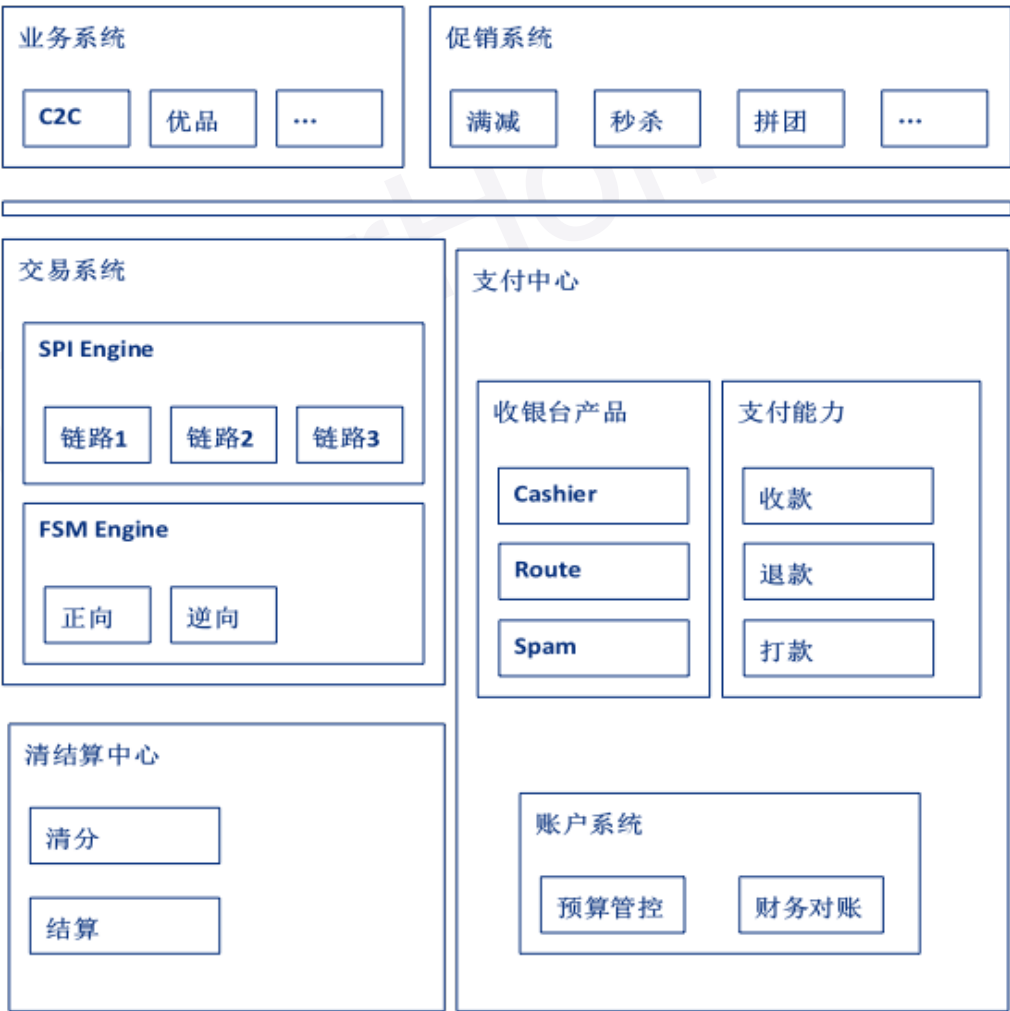 业务系统
C2C
优品
...
促销系统
满减
秒杀
拼团
...
交易系统
SPI Engine
链路1
链路2
链路3
FSM Engine
正向
逆向
支付中心
收银台产品
Cashier
Route
Spam
支付能力
收款
退款
打款
清结算中心
清分
结算
账户系统
预算管控
财务对账